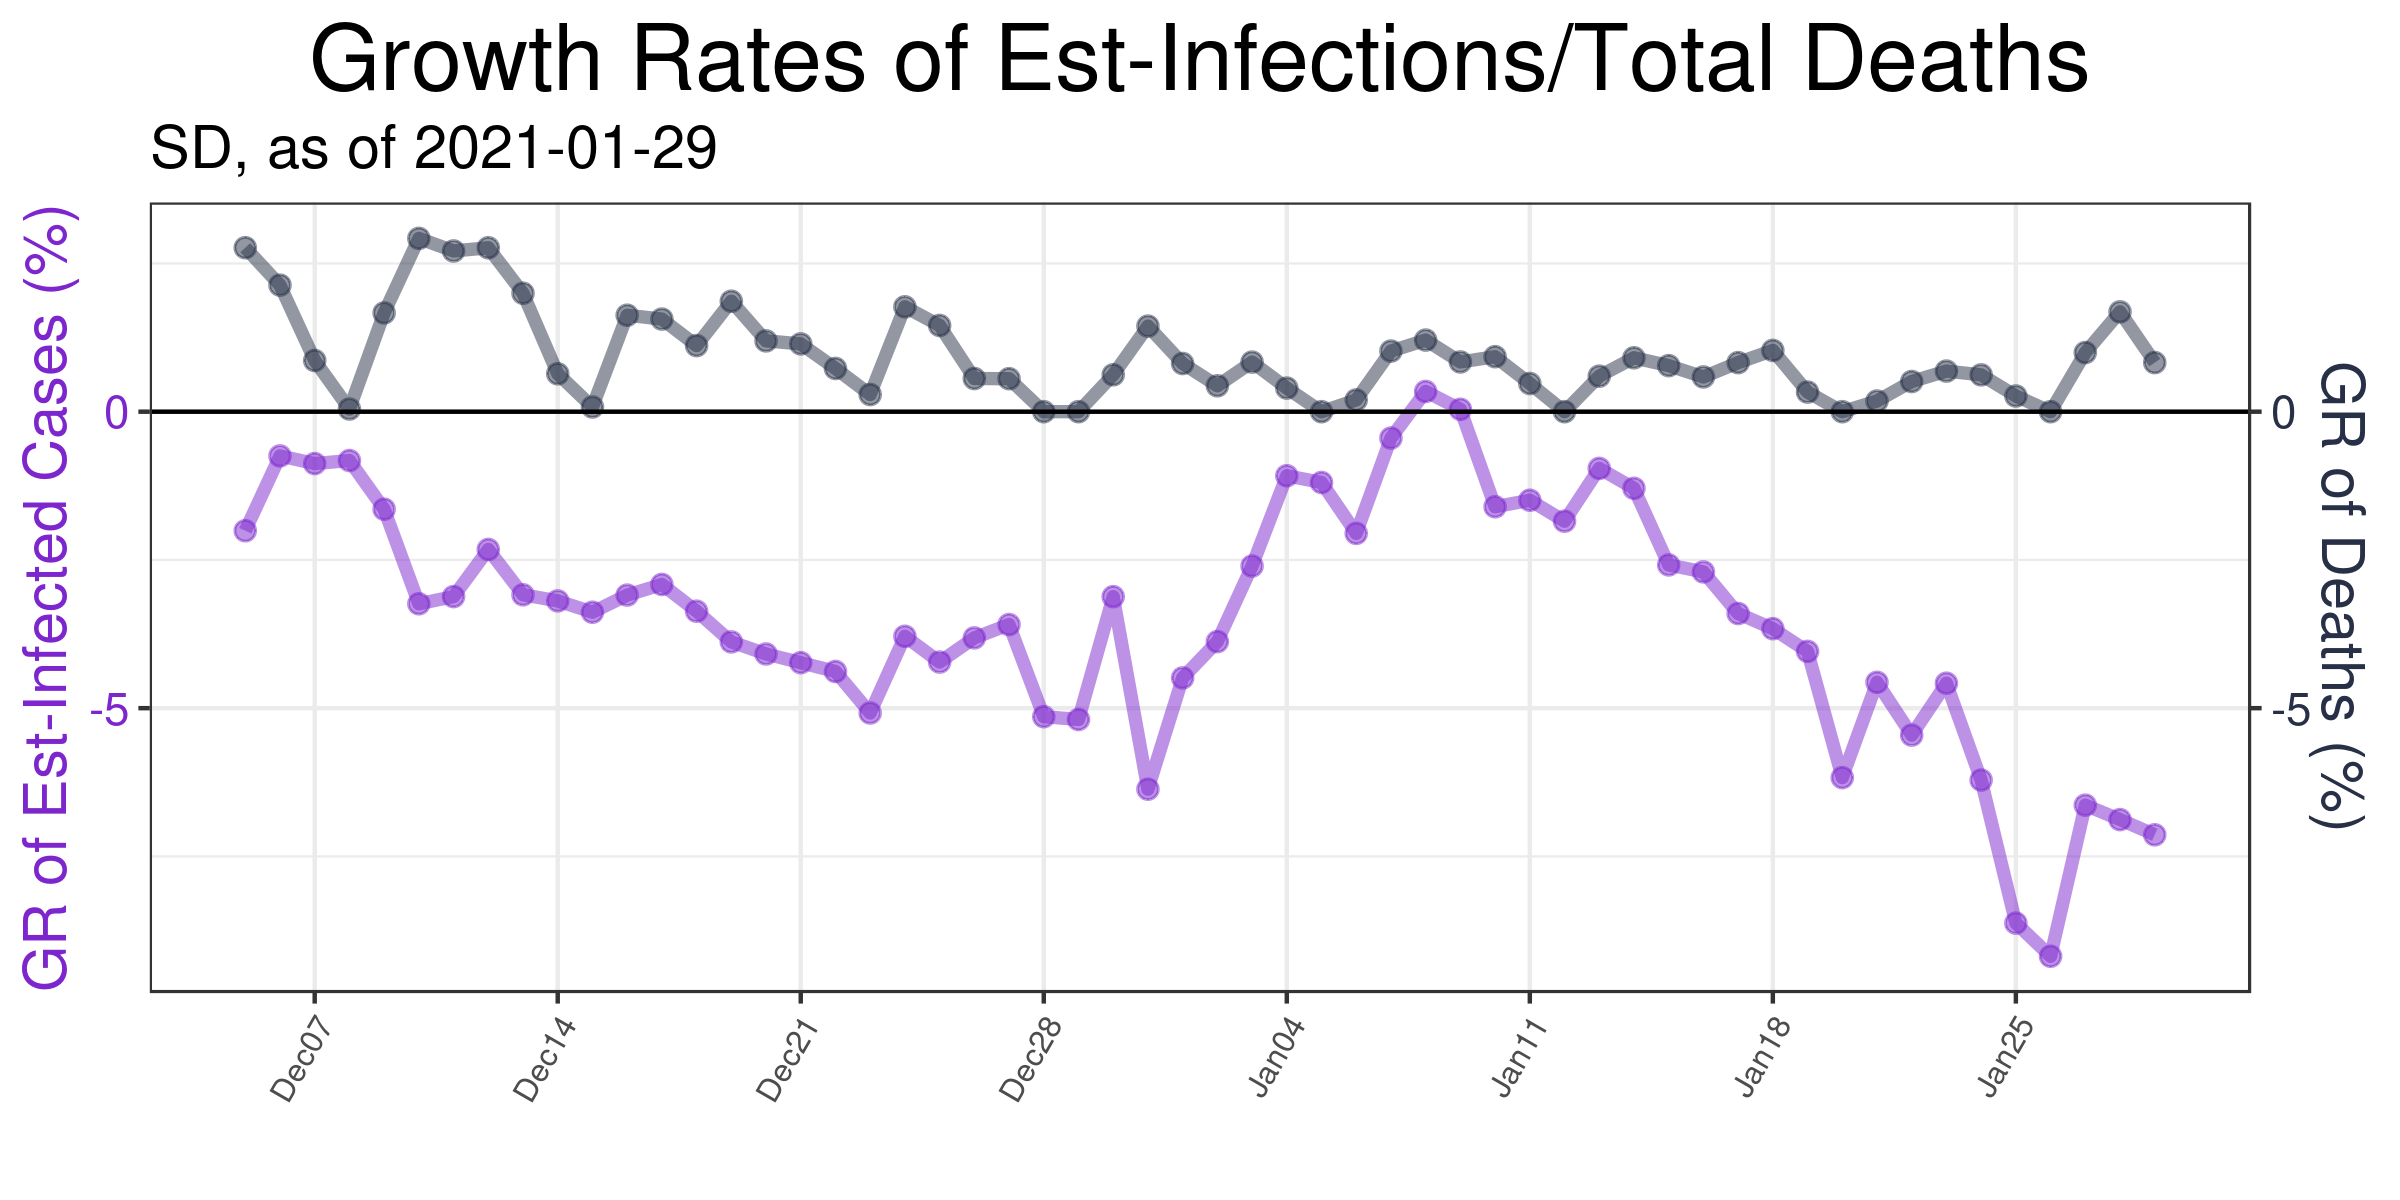 Growth Rates of Est-Infections/Total Deaths
SD, as of 2021-01-29
GR of Est-Infected Cases (%)
0
-5
0
-5
GR of Deaths (%)
Dec07
Dec14
Dec21
Dec28
Jan04
Jan11
Jan18
Jan25